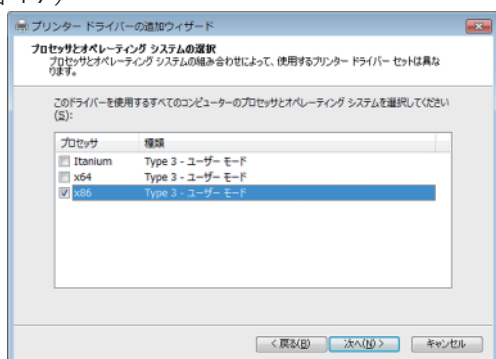 プリンター ドライバーの追加ウィザード
プロセッサとオペレーティング システムの選択
プロセッサとオペレーティング システムの組み合わせによって、使用するプリンター ドライバー セットは異な
ります。
このドライバーを使用するすべてのコンピューターのプロセッサとオペレーティング システムを選択してください
(S):
プロセッサ 種類
Itanium Type 3 - ユーザー モード
x64 Type 3 - ユーザー モード
x86 Type 3 - ユーザー モード
< 戻る(B) 次へ(N) > キャンセル